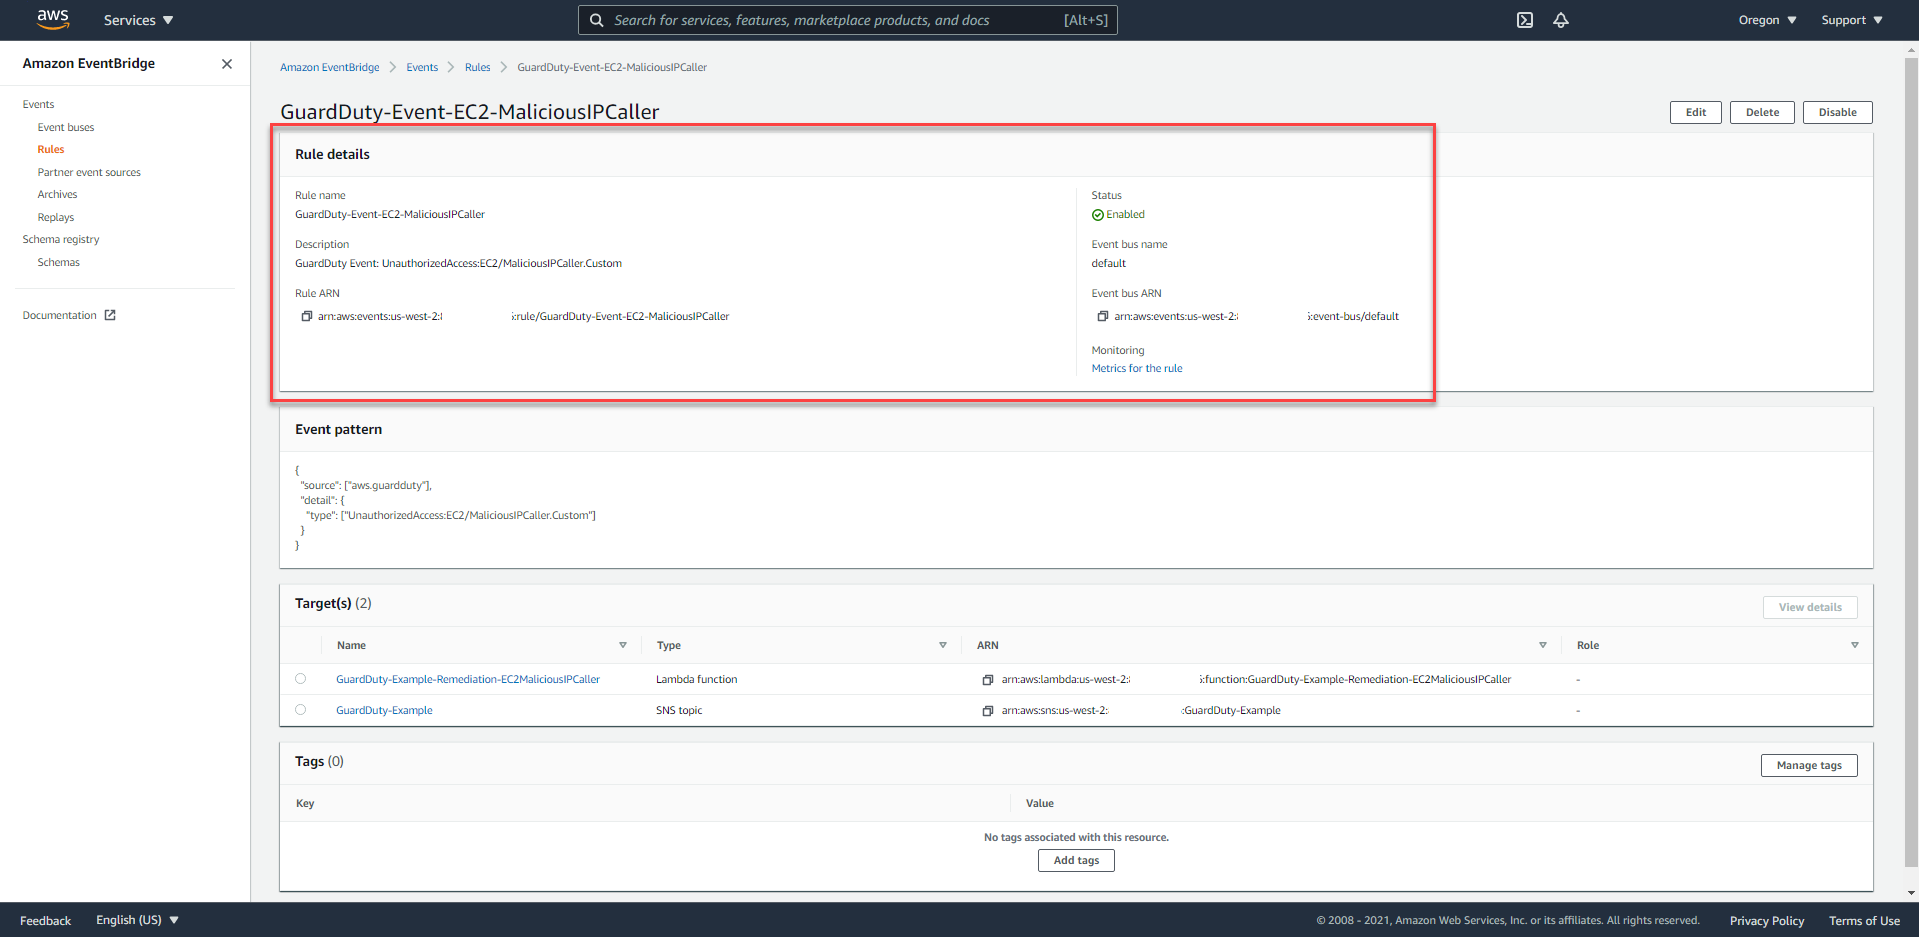 aws Services Search for services, features, marketplace products, and docs [Alt+S] Oregon Support
Amazon EventBridge
Events
Event buses
Rules
Partner event sources
Archives
Replays
Schema registry
Schemas
Documentation
Amazon EventBridge Events Rules GuardDuty-Event-EC2-MaliciousIPCaller
GuardDuty-Event-EC2-MaliciousIPCaller
Edit Delete Disable
Rule details
Rule name
GuardDuty-Event-EC2-MaliciousIPCaller
Description
GuardDuty Event: UnauthorizedAccess:EC2/MaliciousIPCaller.Custom
Rule ARN
arn:aws:events:us-west-2: :rule/GuardDuty-Event-EC2-MaliciousIPCaller
Status
Enabled
Event bus name
default
Event bus ARN
arn:aws:events:us-west-2: :event-bus/default
Monitoring
Metrics for the rule
Event pattern
{
"source": ["aws.guardduty"],
"detail": {
"type": ["UnauthorizedAccess:EC2/MaliciousIPCaller.Custom"]
}
}
Target(s) (2)
View details
Name Type ARN Role
GuardDuty-Example-Remediation-EC2MaliciousIPCaller Lambda function arn:aws:lambda:us-west-2: :function:GuardDuty-Example-Remediation-EC2MaliciousIPCaller -
GuardDuty-Example SNS topic arn:aws:sns:us-west-2: :GuardDuty-Example -
Tags (0)
Manage tags
Key Value
No tags associated with this resource.
Add tags
Feedback English (US) © 2008 - 2021, Amazon Web Services, Inc. or its affiliates. All rights reserved. Privacy Policy Terms of Use